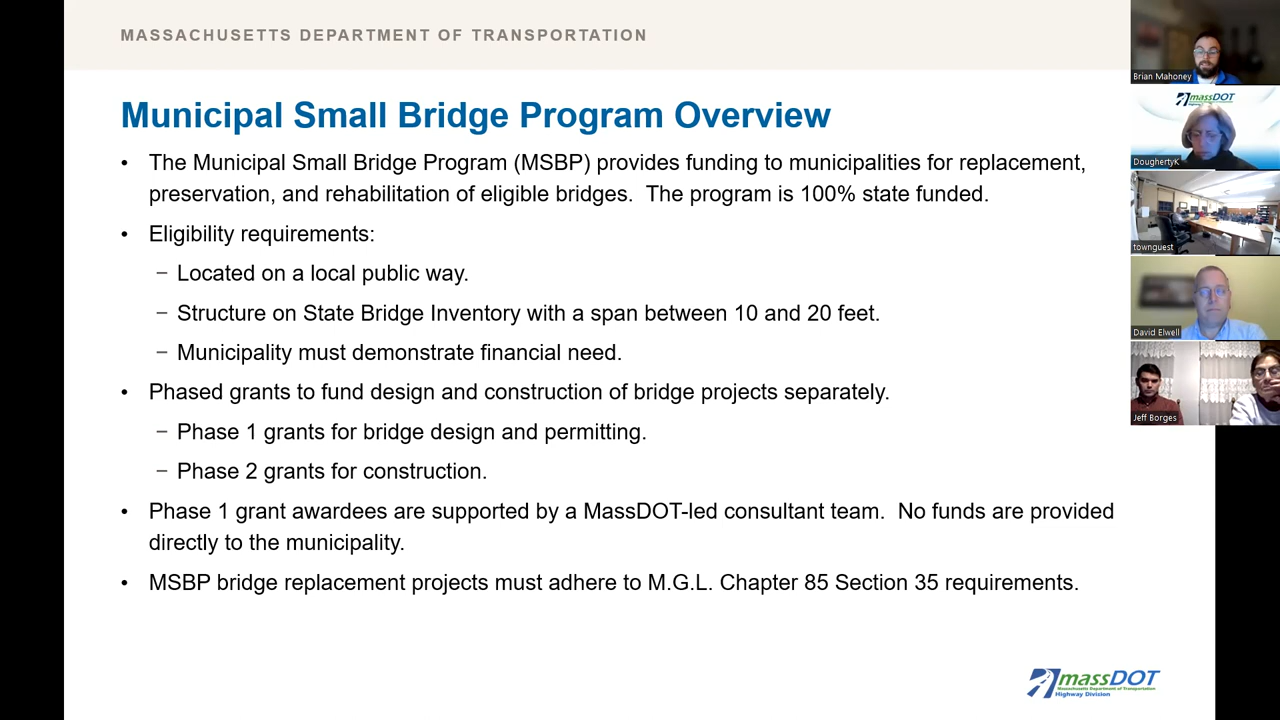 MASSACHUSETTS DEPARTMENT OF TRANSPORTATION
Municipal Small Bridge Program Overview
• The Municipal Small Bridge Program (MSBP) provides funding to municipalities for replacement,
preservation, and rehabilitation of eligible bridges. The program is 100% state funded.
• Eligibility requirements:
– Located on a local public way.
– Structure on State Bridge Inventory with a span between 10 and 20 feet.
– Municipality must demonstrate financial need.
• Phased grants to fund design and construction of bridge projects separately.
– Phase 1 grants for bridge design and permitting.
– Phase 2 grants for construction.
• Phase 1 grant awardees are supported by a MassDOT-led consultant team. No funds are provided
directly to the municipality.
• MSBP bridge replacement projects must adhere to M.G.L. Chapter 85 Section 35 requirements.
massDOT
Massachusetts Department of Transportation
Highway Division
Brian Mahoney
massDOT
DoughertyK
townguest
David Elwell
Jeff Borges